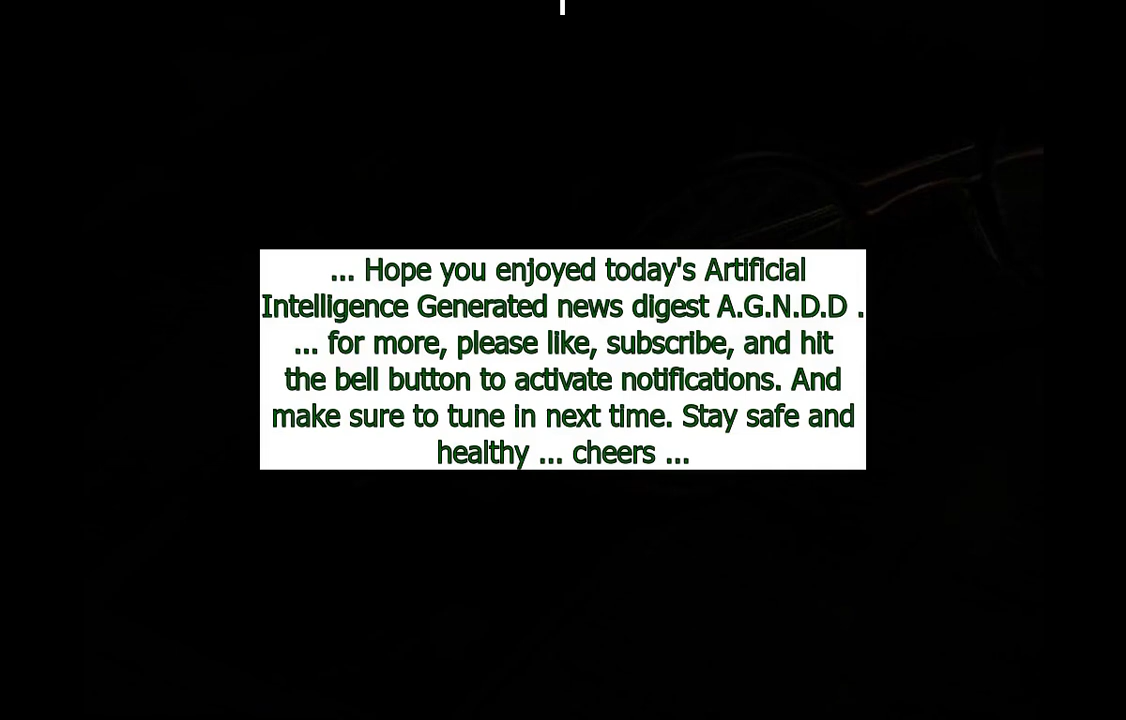 ... Hope you enjoyed today's Artificial
Intelligence Generated news digest A.G.N.D.D .
... for more, please like, subscribe, and hit
the bell button to activate notifications. And
make sure to tune in next time. Stay safe and
healthy ... cheers ...